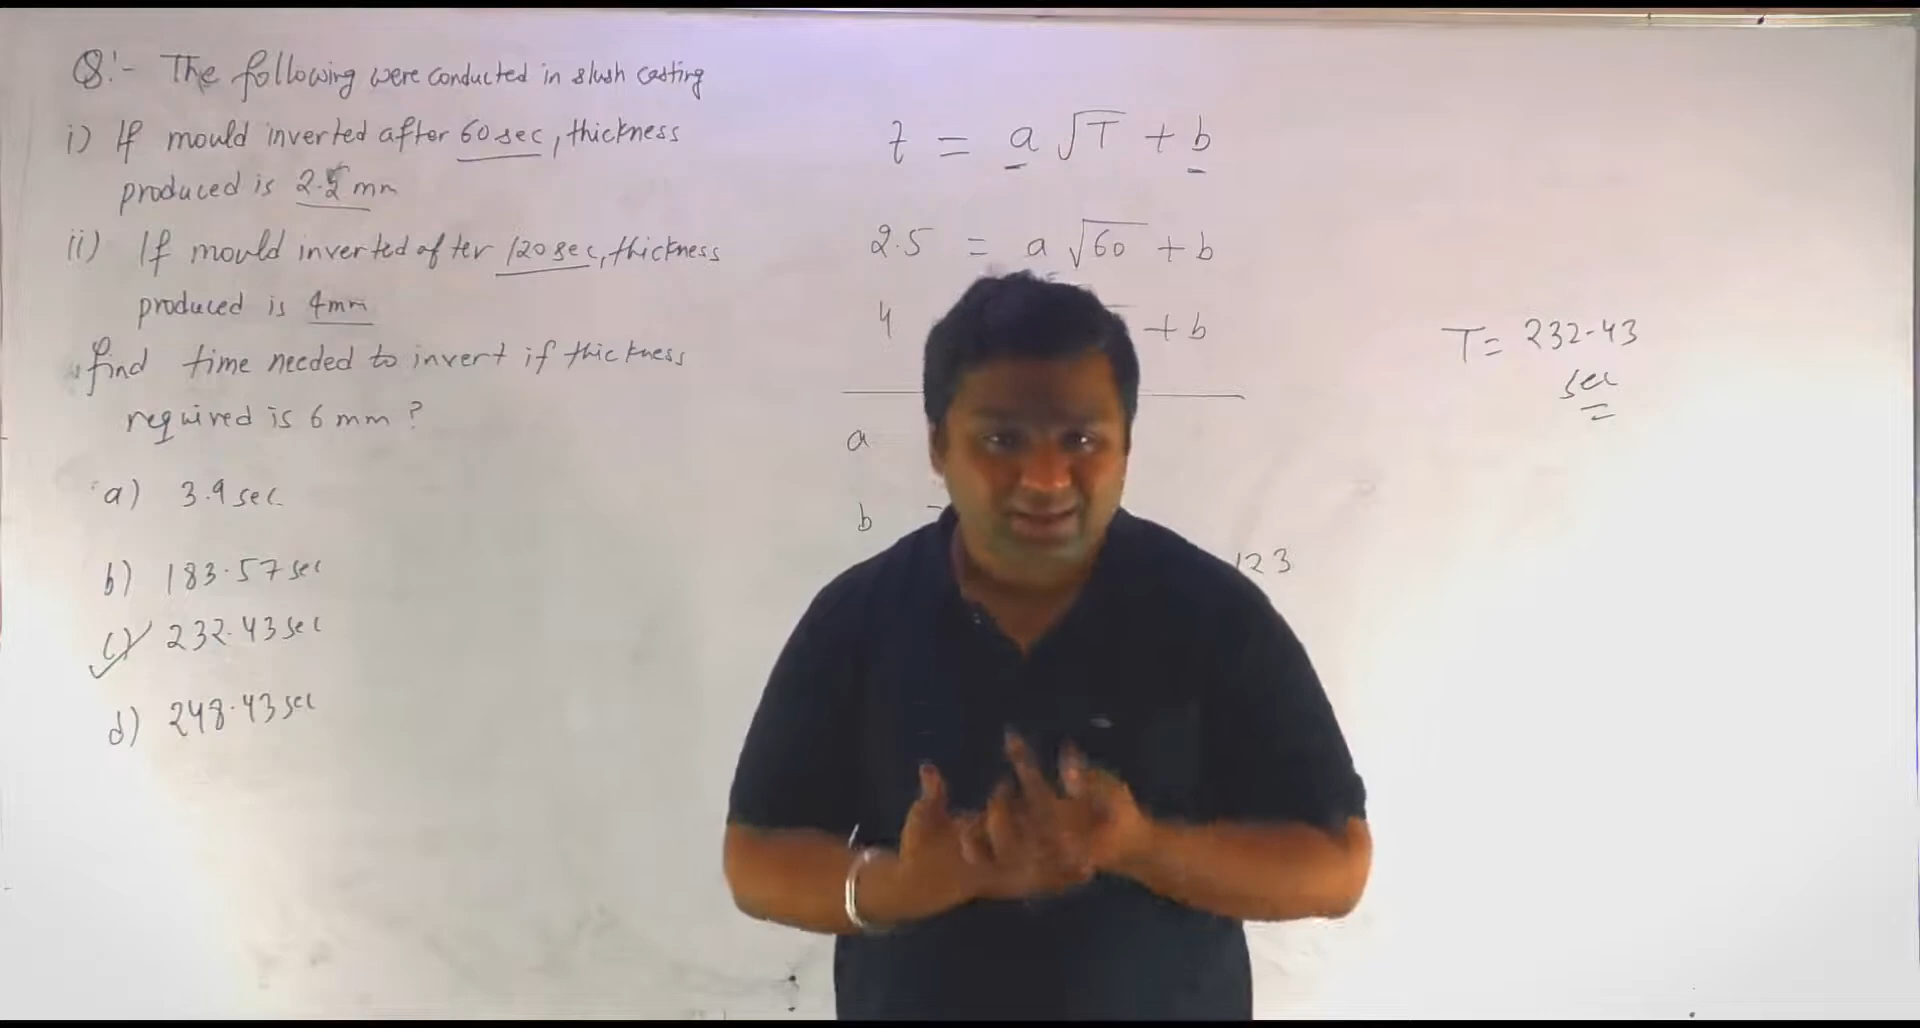 Q:- The following were conducted in slush casting
i) If mould inverted after 60 sec, thickness
produced is 2.5 mm
ii) If mould inverted after 120 sec, thickness
produced is 4mm
find time needed to invert if thickness
required is 6 mm ?
a) 3.9 sec
b) 183.57 sec
c) 232.43 sec
d) 248.43 sec
t = a √T + b
2.5 = a √60 + b
4 + b
a
b
123
T = 232.43
sec